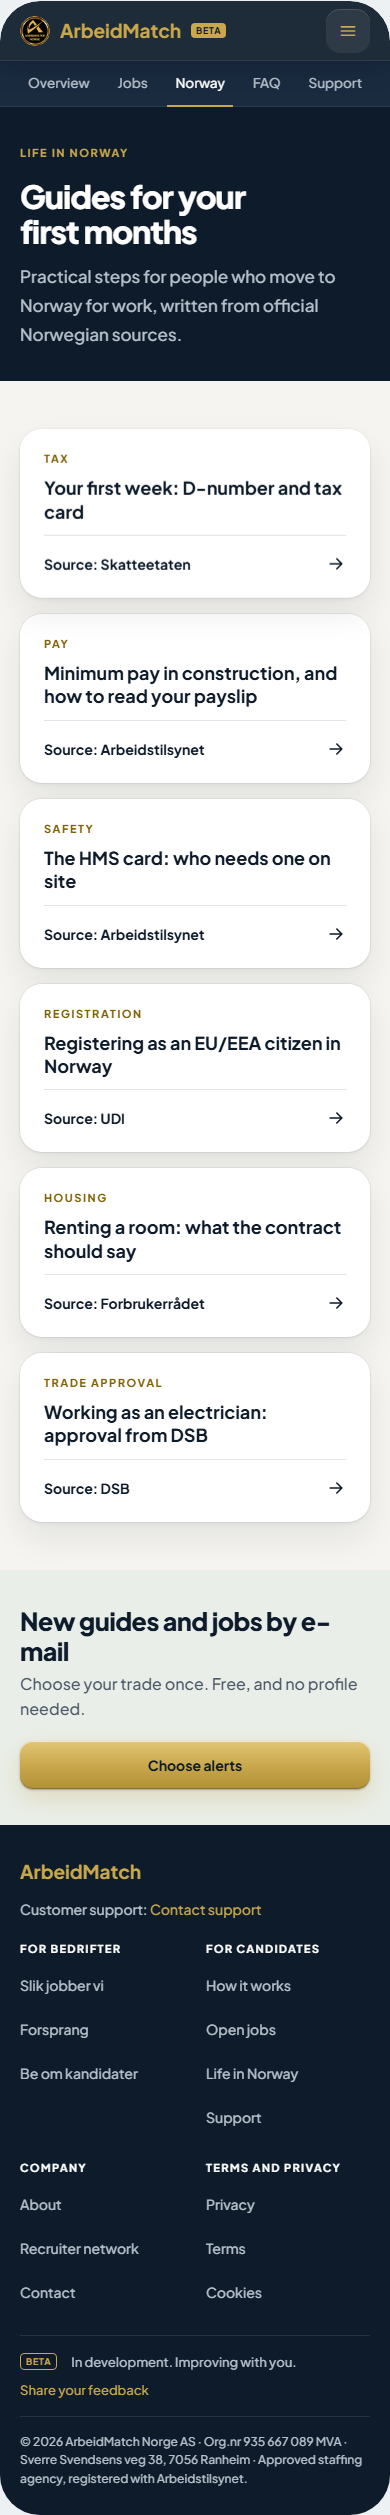 ArbeidMatch BETA
Overview Jobs Norway FAQ Support
LIFE IN NORWAY
Guides for your
first months
Practical steps for people who move to
Norway for work, written from official
Norwegian sources.
TAX
Your first week: D-number and tax
card
Source: Skatteetaten →
PAY
Minimum pay in construction, and
how to read your payslip
Source: Arbeidstilsynet →
SAFETY
The HMS card: who needs one on
site
Source: Arbeidstilsynet →
REGISTRATION
Registering as an EU/EEA citizen in
Norway
Source: UDI →
HOUSING
Renting a room: what the contract
should say
Source: Forbrukerrådet →
TRADE APPROVAL
Working as an electrician:
approval from DSB
Source: DSB →
New guides and jobs by e-
mail
Choose your trade once. Free, and no profile
needed.
Choose alerts
ArbeidMatch
Customer support: Contact support
FOR BEDRIFTER
Slik jobber vi
Forsprang
Be om kandidater
FOR CANDIDATES
How it works
Open jobs
Life in Norway
Support
COMPANY
About
Recruiter network
Contact
TERMS AND PRIVACY
Privacy
Terms
Cookies
BETA In development. Improving with you.
Share your feedback
© 2026 ArbeidMatch Norge AS · Org.nr 935 667 089 MVA ·
Sverre Svendsens veg 38, 7056 Ranheim · Approved staffing
agency, registered with Arbeidstilsynet.